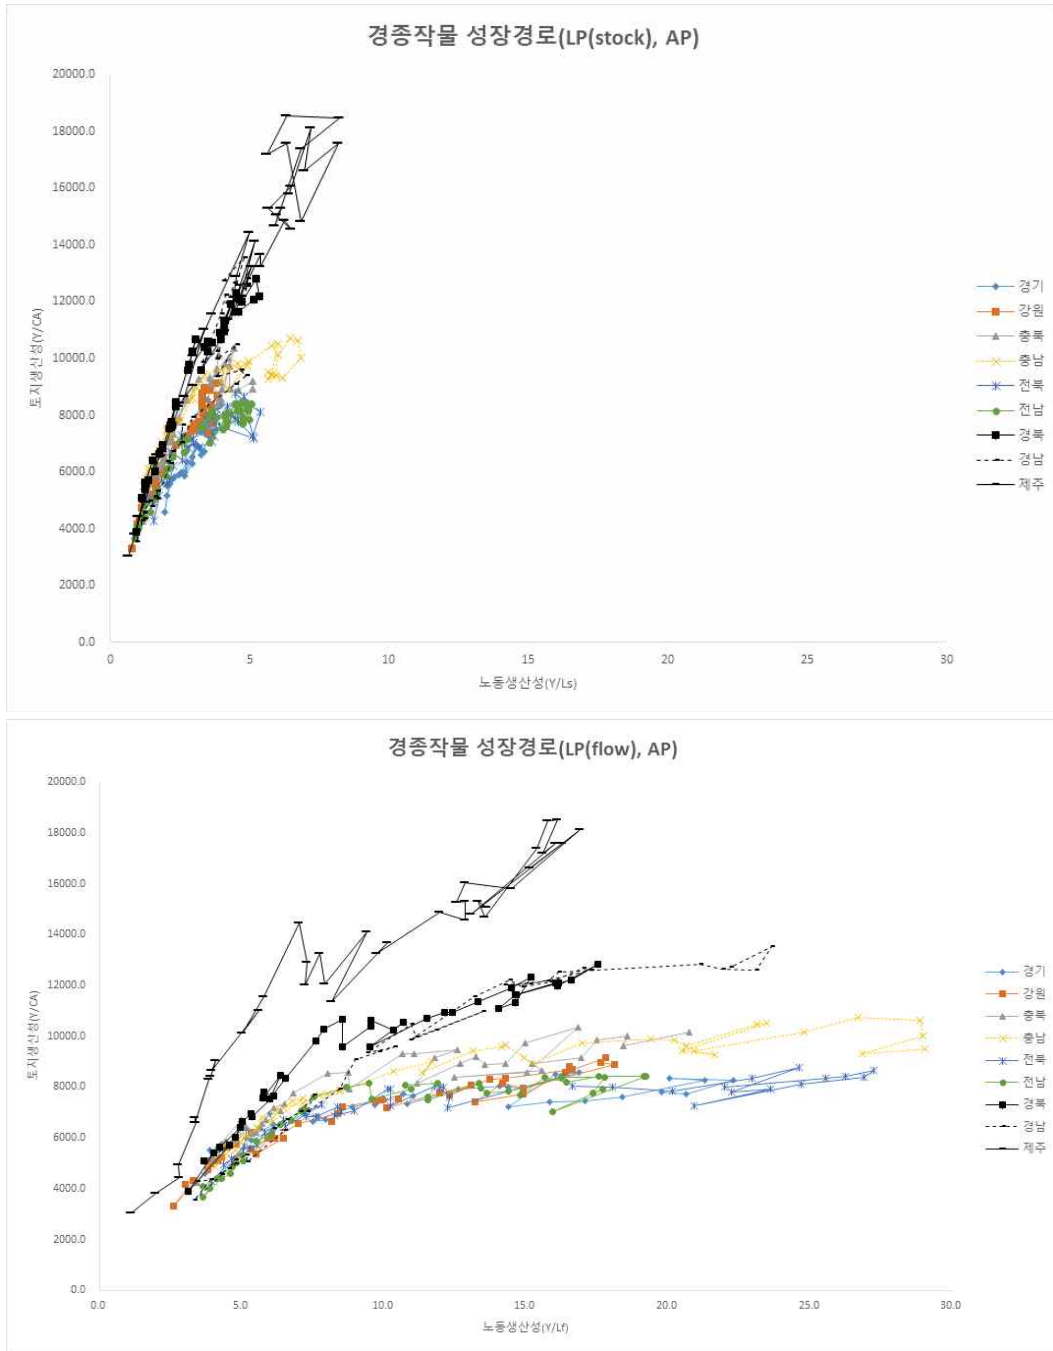 경종작물 성장경로(LP(stock), AP)
20000.0
18000.0
16000.0
14000.0
12000.0
10000.0
8000.0
6000.0
4000.0
2000.0
0.0
토지생산성(Y/CA)
0 5 10 15 20 25 30
노동생산성(Y/Ls)
경기
강원
충북
충남
전북
전남
경북
경남
제주
경종작물 성장경로(LP(flow), AP)
20000.0
18000.0
16000.0
14000.0
12000.0
10000.0
8000.0
6000.0
4000.0
2000.0
0.0
토지생산성(Y/CA)
0.0 5.0 10.0 15.0 20.0 25.0 30.0
노동생산성(Y/Lf)
경기
강원
충북
충남
전북
전남
경북
경남
제주